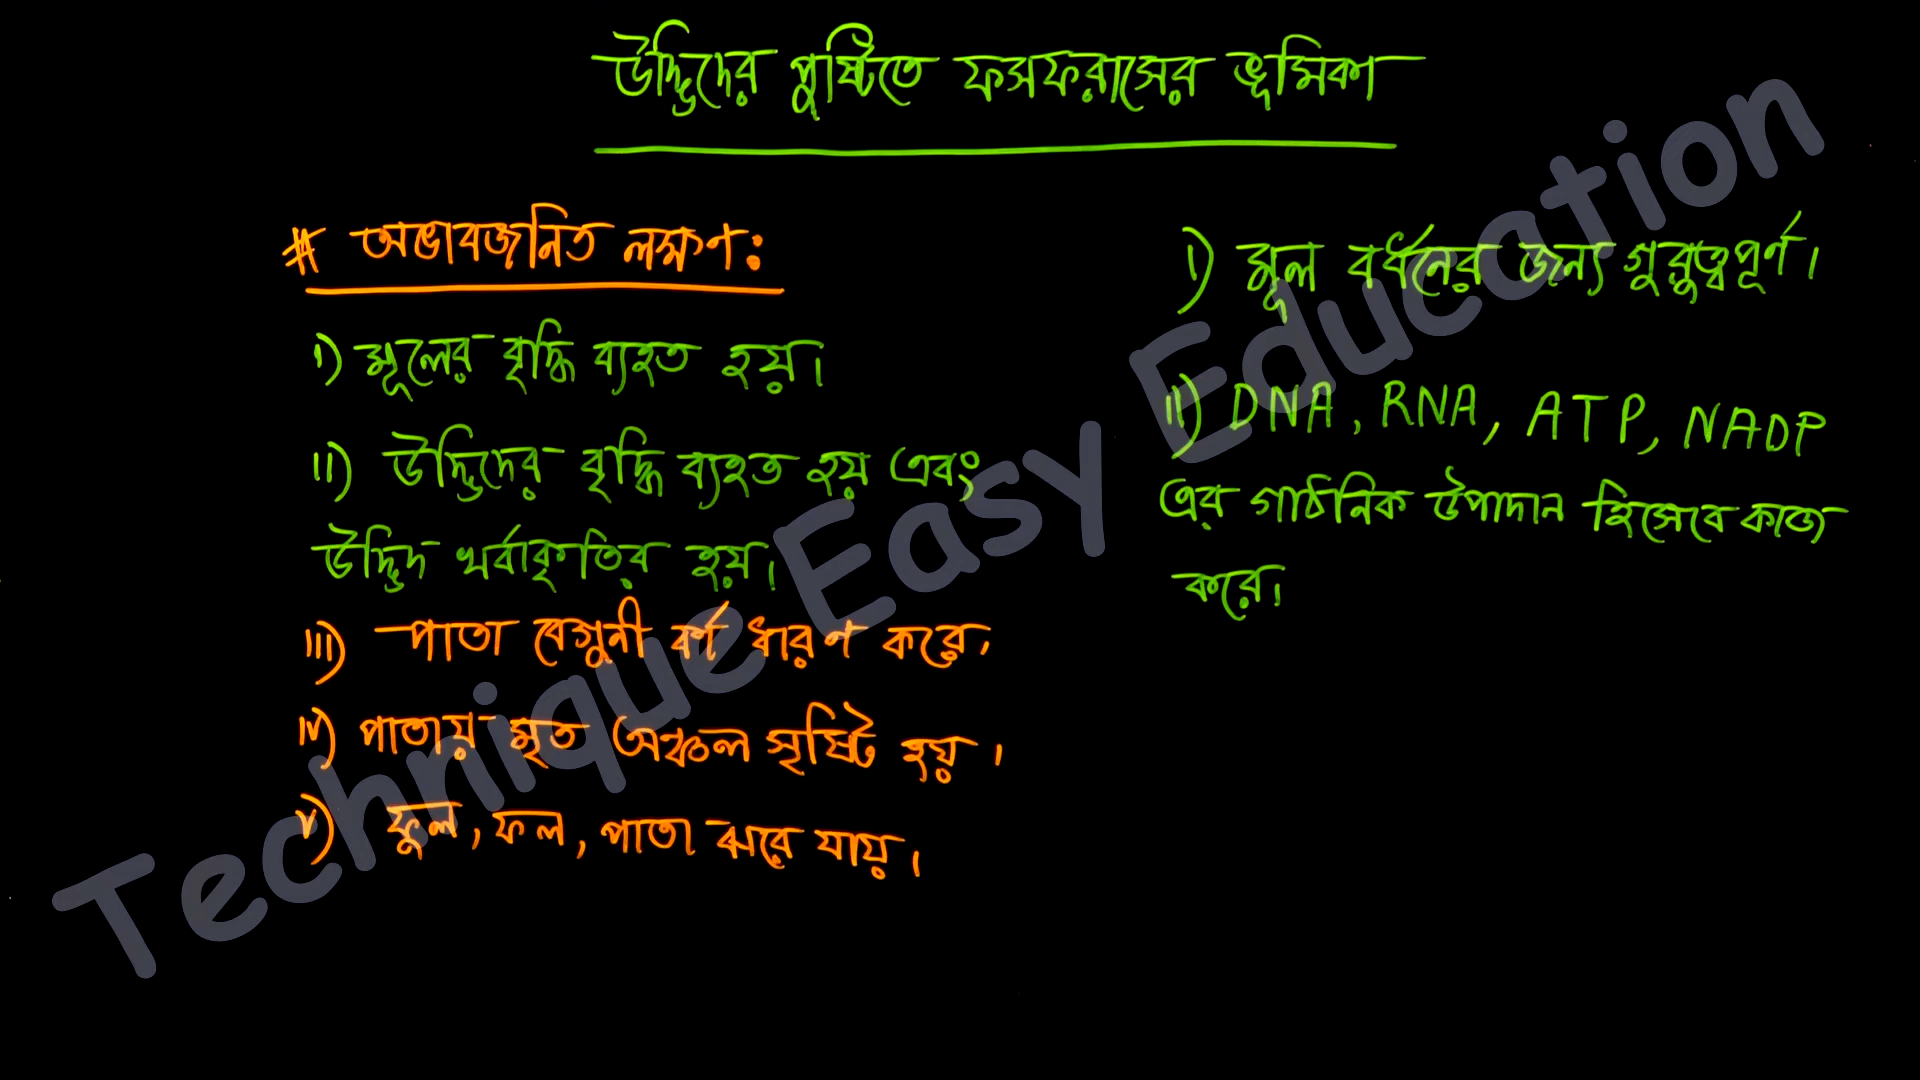 উদ্ভিদের পুষ্টিতে ফসফরাসের ভূমিকা
# অভাবজনিত লক্ষণ:
i) মূলের বৃদ্ধি ব্যহত হয়।
ii) উদ্ভিদের বৃদ্ধি ব্যহত হয় এবং
উদ্ভিদ খর্বাকৃতির হয়।
iii) পাতা বেগুনী বর্ণ ধারণ করে।
iv) পাতায় মৃত অঞ্চল সৃষ্টি হয়।
v) ফুল, ফল, পাতা ঝরে যায়।
i) মূল বর্ধনের জন্য গুরুত্বপূর্ণ।
ii) DNA, RNA, ATP, NADP
এর গাঠনিক উপাদান হিসেবে কাজ
করে।
Technique Easy Education